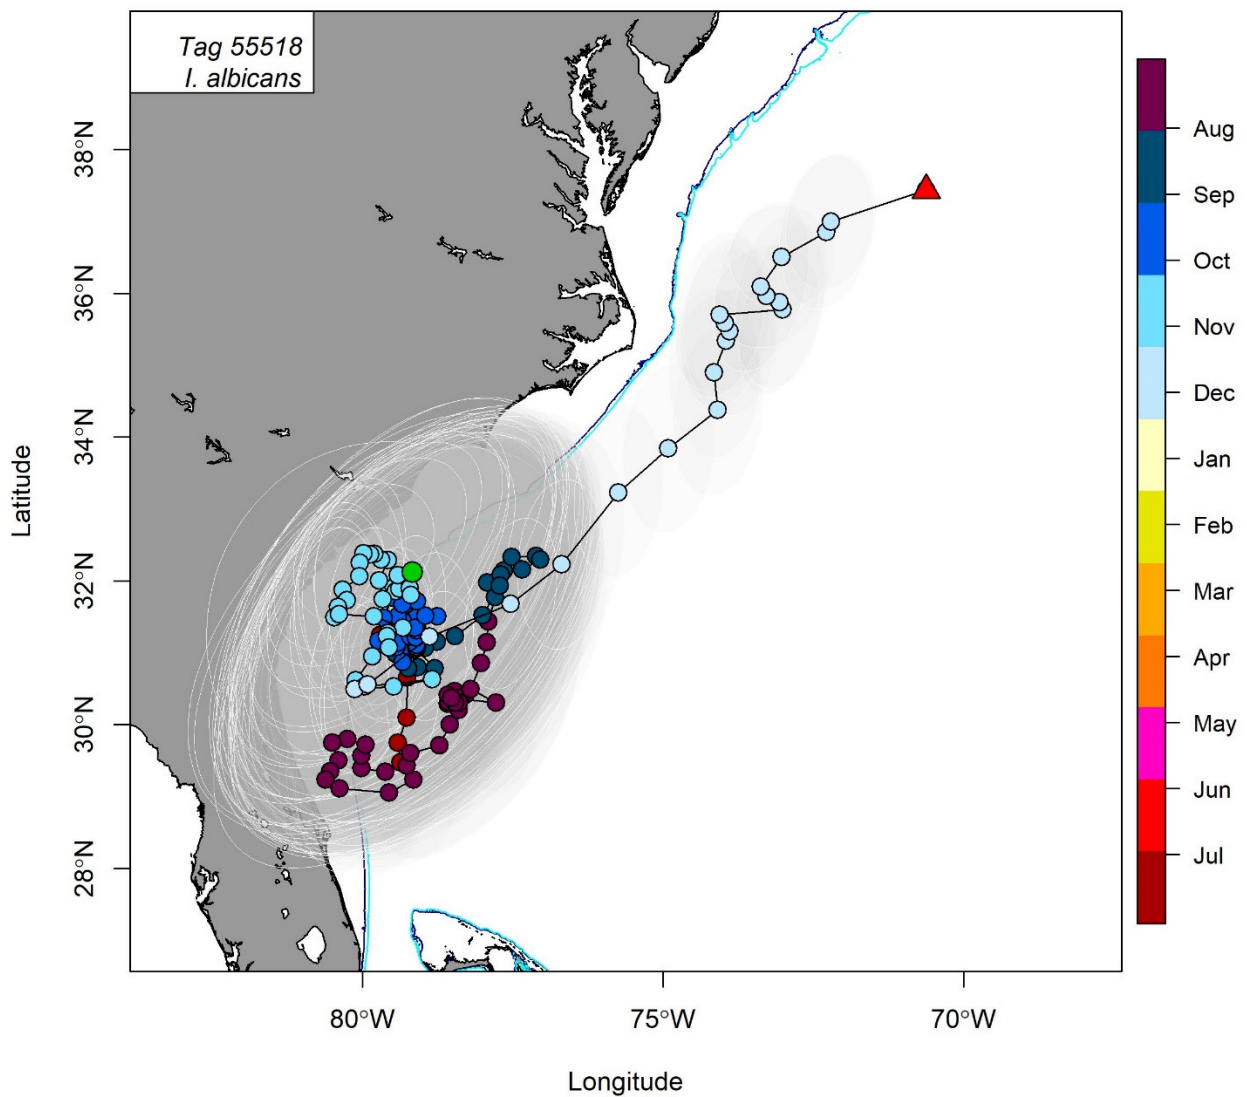 Tag 55518
I. albicans
38°N
36°N
34°N
32°N
30°N
28°N
Latitude
80°W
75°W
70°W
Longitude
Aug
Sep
Oct
Nov
Dec
Jan
Feb
Mar
Apr
May
Jun
Jul